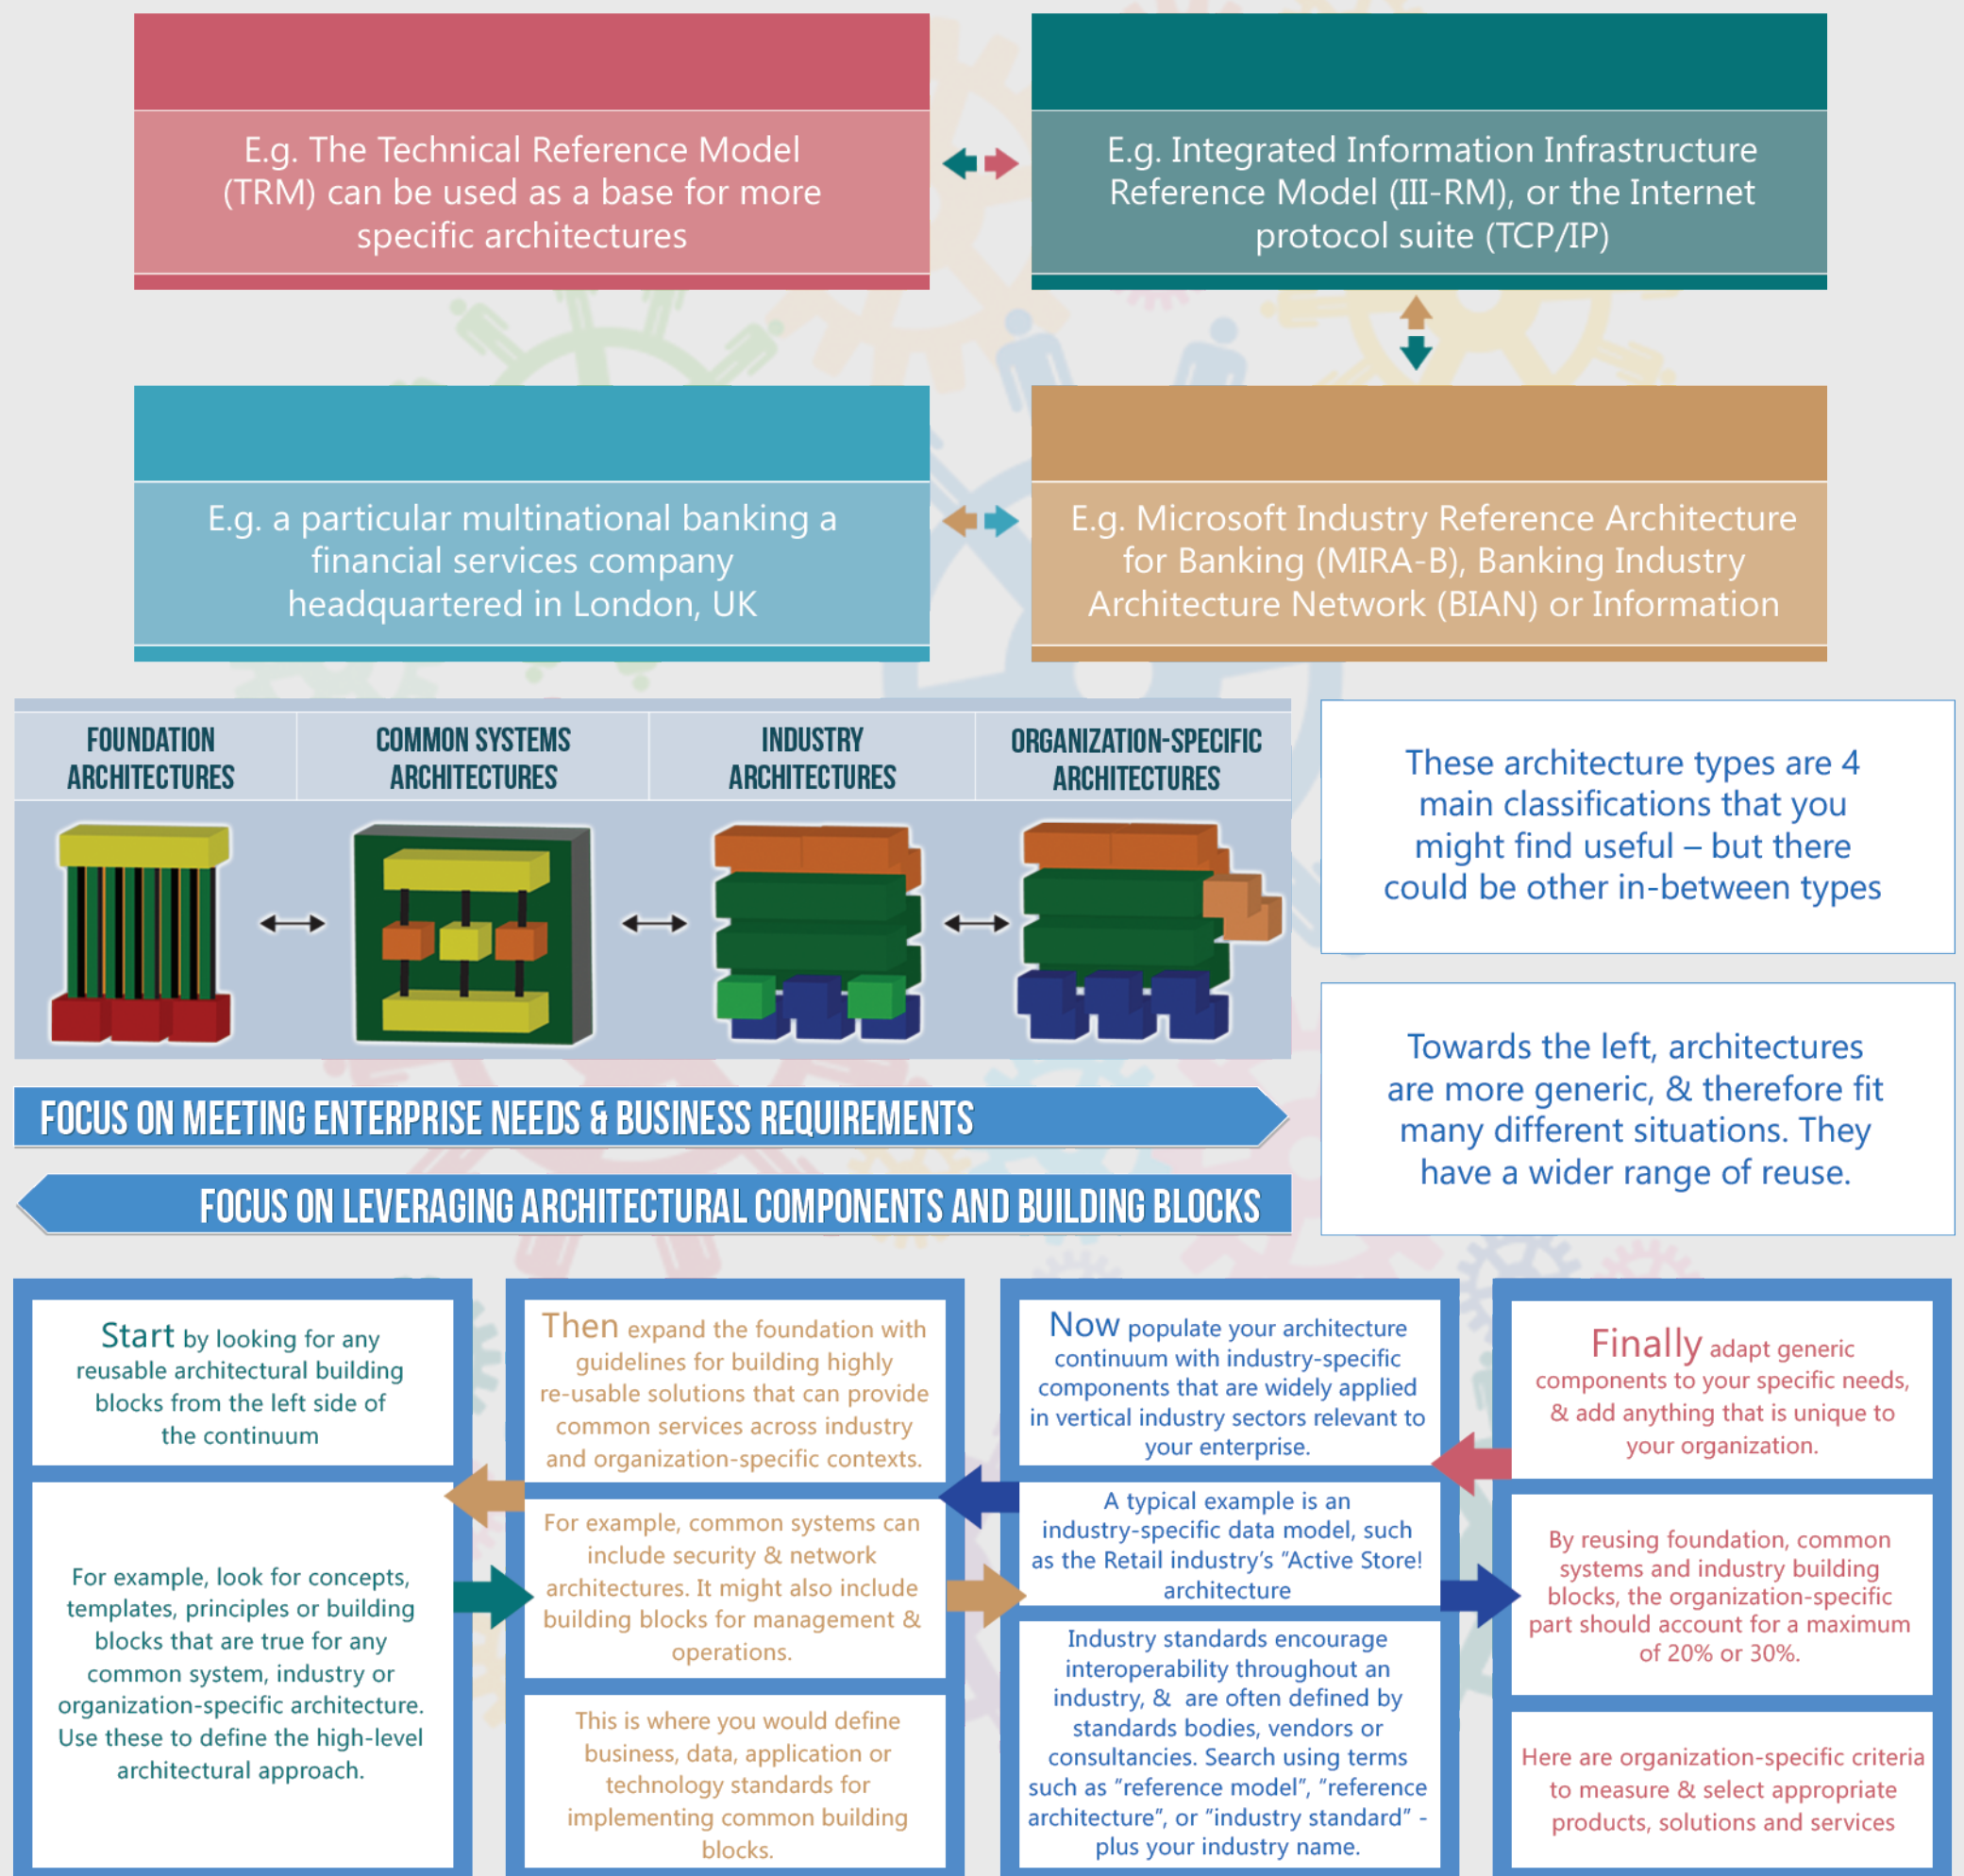 E.g. The Technical Reference Model
(TRM) can be used as a base for more
specific architectures
E.g. Integrated Information Infrastructure
Reference Model (III-RM), or the Internet
protocol suite (TCP/IP)
E.g. a particular multinational banking a
financial services company
headquartered in London, UK
E.g. Microsoft Industry Reference Architecture
for Banking (MIRA-B), Banking Industry
Architecture Network (BIAN) or Information
FOUNDATION
ARCHITECTURES
COMMON SYSTEMS
ARCHITECTURES
INDUSTRY
ARCHITECTURES
ORGANIZATION-SPECIFIC
ARCHITECTURES
These architecture types are 4
main classifications that you
might find useful – but there
could be other in-between types
Towards the left, architectures
are more generic, & therefore fit
many different situations. They
have a wider range of reuse.
FOCUS ON MEETING ENTERPRISE NEEDS & BUSINESS REQUIREMENTS
FOCUS ON LEVERAGING ARCHITECTURAL COMPONENTS AND BUILDING BLOCKS
Start by looking for any
reusable architectural building
blocks from the left side of
the continuum
For example, look for concepts,
templates, principles or building
blocks that are true for any
common system, industry or
organization-specific architecture.
Use these to define the high-level
architectural approach.
Then expand the foundation with
guidelines for building highly
re-usable solutions that can provide
common services across industry
and organization-specific contexts.
For example, common systems can
include security & network
architectures. It might also include
building blocks for management &
operations.
This is where you would define
business, data, application or
technology standards for
implementing common building
blocks.
Now populate your architecture
continuum with industry-specific
components that are widely applied
in vertical industry sectors relevant to
your enterprise.
A typical example is an
industry-specific data model, such
as the Retail industry's "Active Store!
architecture
Industry standards encourage
interoperability throughout an
industry, & are often defined by
standards bodies, vendors or
consultancies. Search using terms
such as "reference model", "reference
architecture", or "industry standard" -
plus your industry name.
Finally adapt generic
components to your specific needs,
& add anything that is unique to
your organization.
By reusing foundation, common
systems and industry building
blocks, the organization-specific
part should account for a maximum
of 20% or 30%.
Here are organization-specific criteria
to measure & select appropriate
products, solutions and services